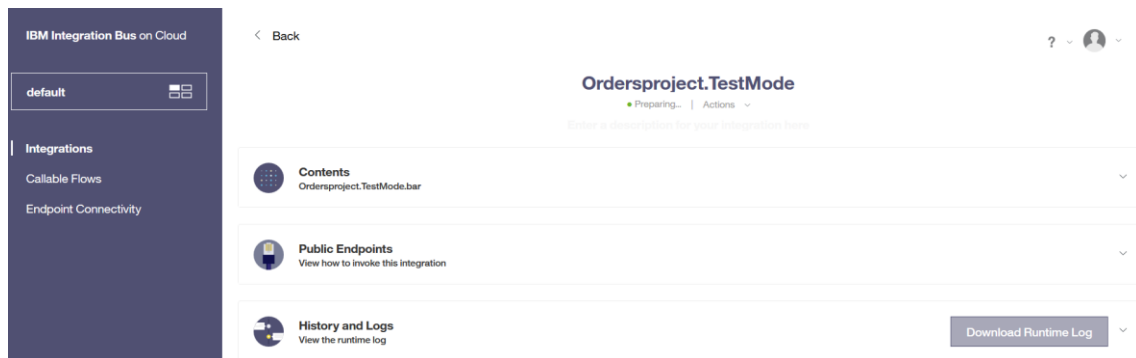 IBM Integration Bus on Cloud
Back
?
default
Ordersproject.TestMode
Preparing... | Actions
Enter a description for your integration here
Integrations
Callable Flows
Endpoint Connectivity
Contents
Ordersproject.TestMode.bar
Public Endpoints
View how to invoke this integration
History and Logs
View the runtime log
Download Runtime Log